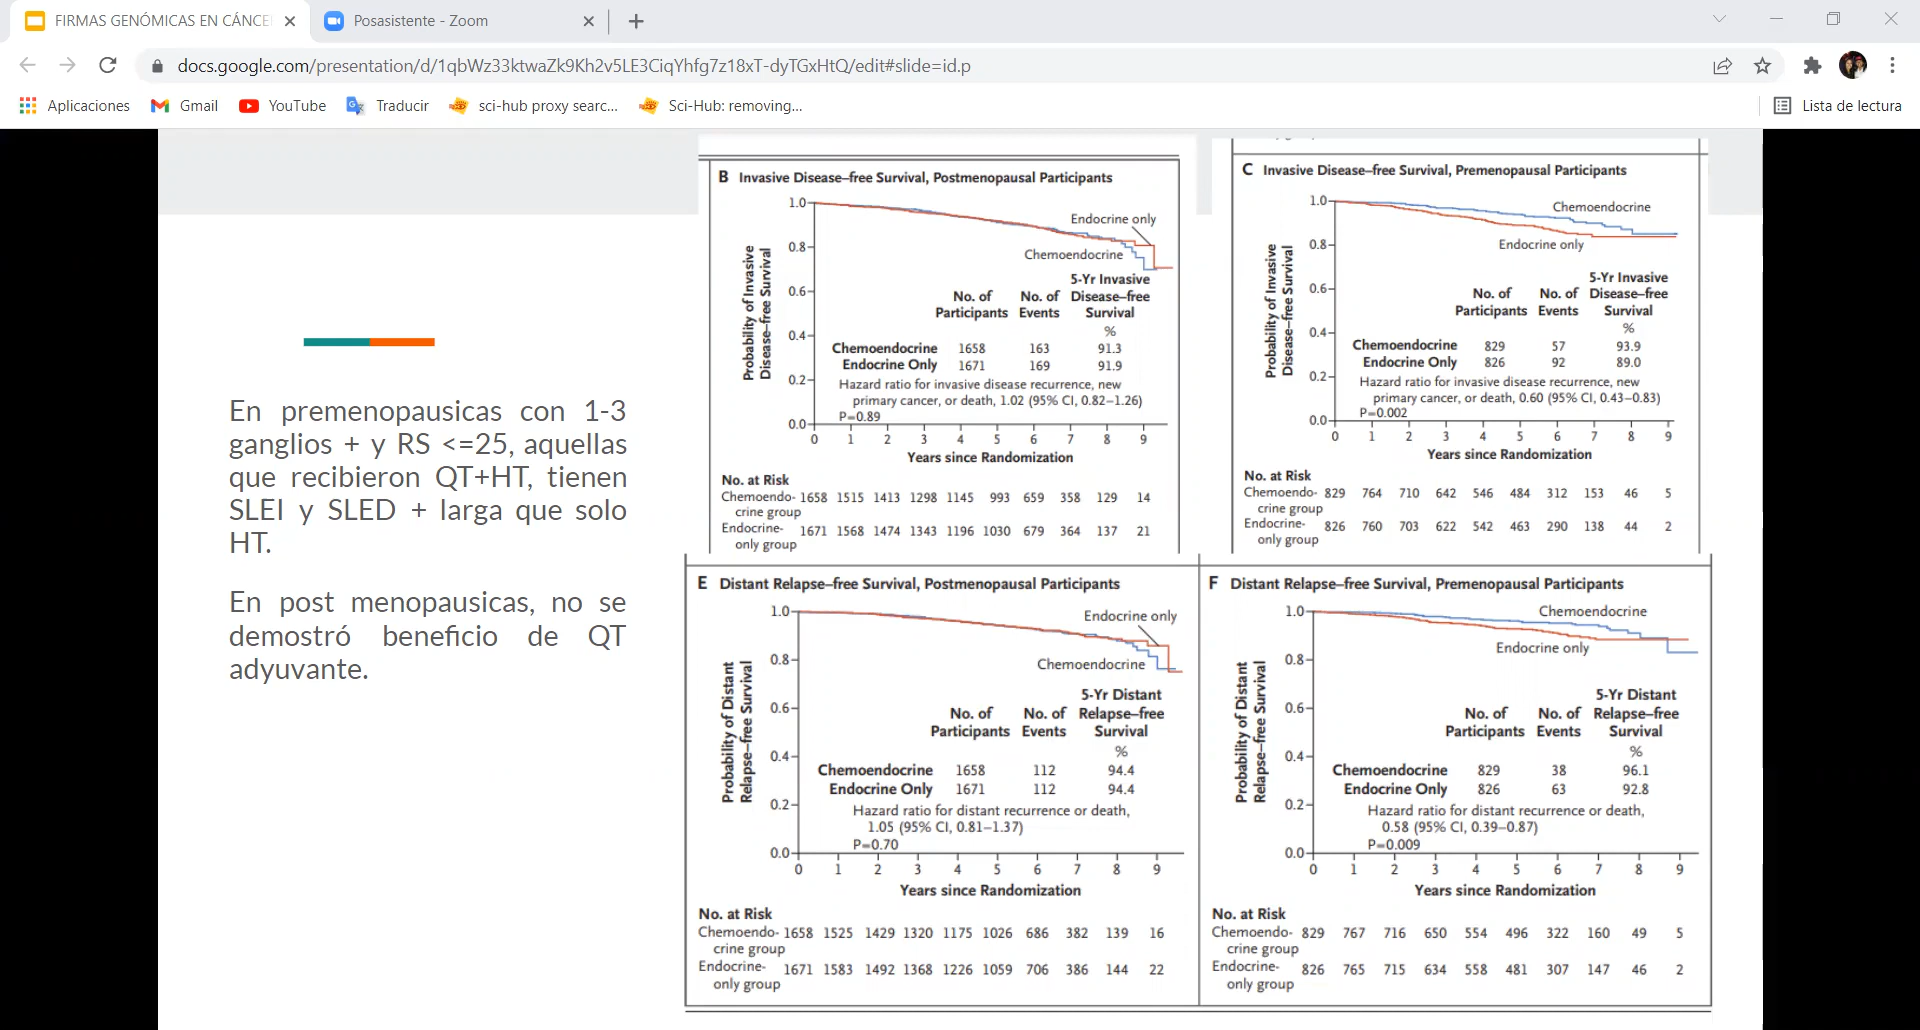 FIRMAS GENÓMICAS EN CÁNCE
Posasistente - Zoom
docs.google.com/presentation/d/1qbWz33ktwaZk9Kh2v5LE3CiqYhfg7z18xT-dyTGxHtQ/edit#slide=id.p
Aplicaciones Gmail YouTube Traducir sci-hub proxy searc... Sci-Hub: removing... Lista de lectura
En premenopausicas con 1-3
ganglios + y RS <=25, aquellas
que recibieron QT+HT, tienen
SLEI y SLED + larga que solo
HT.
En post menopausicas, no se
demostró beneficio de QT
adyuvante.
B Invasive Disease–free Survival, Postmenopausal Participants
Probability of Invasive
Disease–free Survival
1.0
0.8
0.6
0.4
0.2
0.0
Endocrine only
Chemoendocrine
No. of Participants
No. of Events
5-Yr Invasive Disease–free Survival
%
Chemoendocrine 1658 163 91.3
Endocrine Only 1671 169 91.9
Hazard ratio for invasive disease recurrence, new
primary cancer, or death, 1.02 (95% CI, 0.82–1.26)
P=0.89
0 1 2 3 4 5 6 7 8 9
Years since Randomization
No. at Risk
Chemoendo- 1658 1515 1413 1298 1145 993 659 358 129 14
crine group
Endocrine- 1671 1568 1474 1343 1196 1030 679 364 137 21
only group
C Invasive Disease–free Survival, Premenopausal Participants
Probability of Invasive
Disease–free Survival
1.0
0.8
0.6
0.4
0.2
0.0
Chemoendocrine
Endocrine only
No. of Participants
No. of Events
5-Yr Invasive Disease–free Survival
%
Chemoendocrine 829 57 93.9
Endocrine Only 826 92 89.0
Hazard ratio for invasive disease recurrence, new
primary cancer, or death, 0.60 (95% CI, 0.43–0.83)
P=0.002
0 1 2 3 4 5 6 7 8 9
Years since Randomization
No. at Risk
Chemoendo- 829 764 710 642 546 484 312 153 46 5
crine group
Endocrine- 826 760 703 622 542 463 290 138 44 2
only group
E Distant Relapse–free Survival, Postmenopausal Participants
Probability of Distant
Relapse–free Survival
1.0
0.8
0.6
0.4
0.2
0.0
Endocrine only
Chemoendocrine
No. of Participants
No. of Events
5-Yr Distant Relapse–free Survival
%
Chemoendocrine 1658 112 94.4
Endocrine Only 1671 112 94.4
Hazard ratio for distant recurrence or death,
1.05 (95% CI, 0.81–1.37)
P=0.70
0 1 2 3 4 5 6 7 8 9
Years since Randomization
No. at Risk
Chemoendo- 1658 1525 1429 1320 1175 1026 686 382 139 16
crine group
Endocrine- 1671 1583 1492 1368 1226 1059 706 386 144 22
only group
F Distant Relapse–free Survival, Premenopausal Participants
Probability of Distant
Relapse–free Survival
1.0
0.8
0.6
0.4
0.2
0.0
Chemoendocrine
Endocrine only
No. of Participants
No. of Events
5-Yr Distant Relapse–free Survival
%
Chemoendocrine 829 38 96.1
Endocrine Only 826 63 92.8
Hazard ratio for distant recurrence or death,
0.58 (95% CI, 0.39–0.87)
P=0.009
0 1 2 3 4 5 6 7 8 9
Years since Randomization
No. at Risk
Chemoendo- 829 767 716 650 554 496 322 160 49 5
crine group
Endocrine- 826 765 715 634 558 481 307 147 46 2
only group